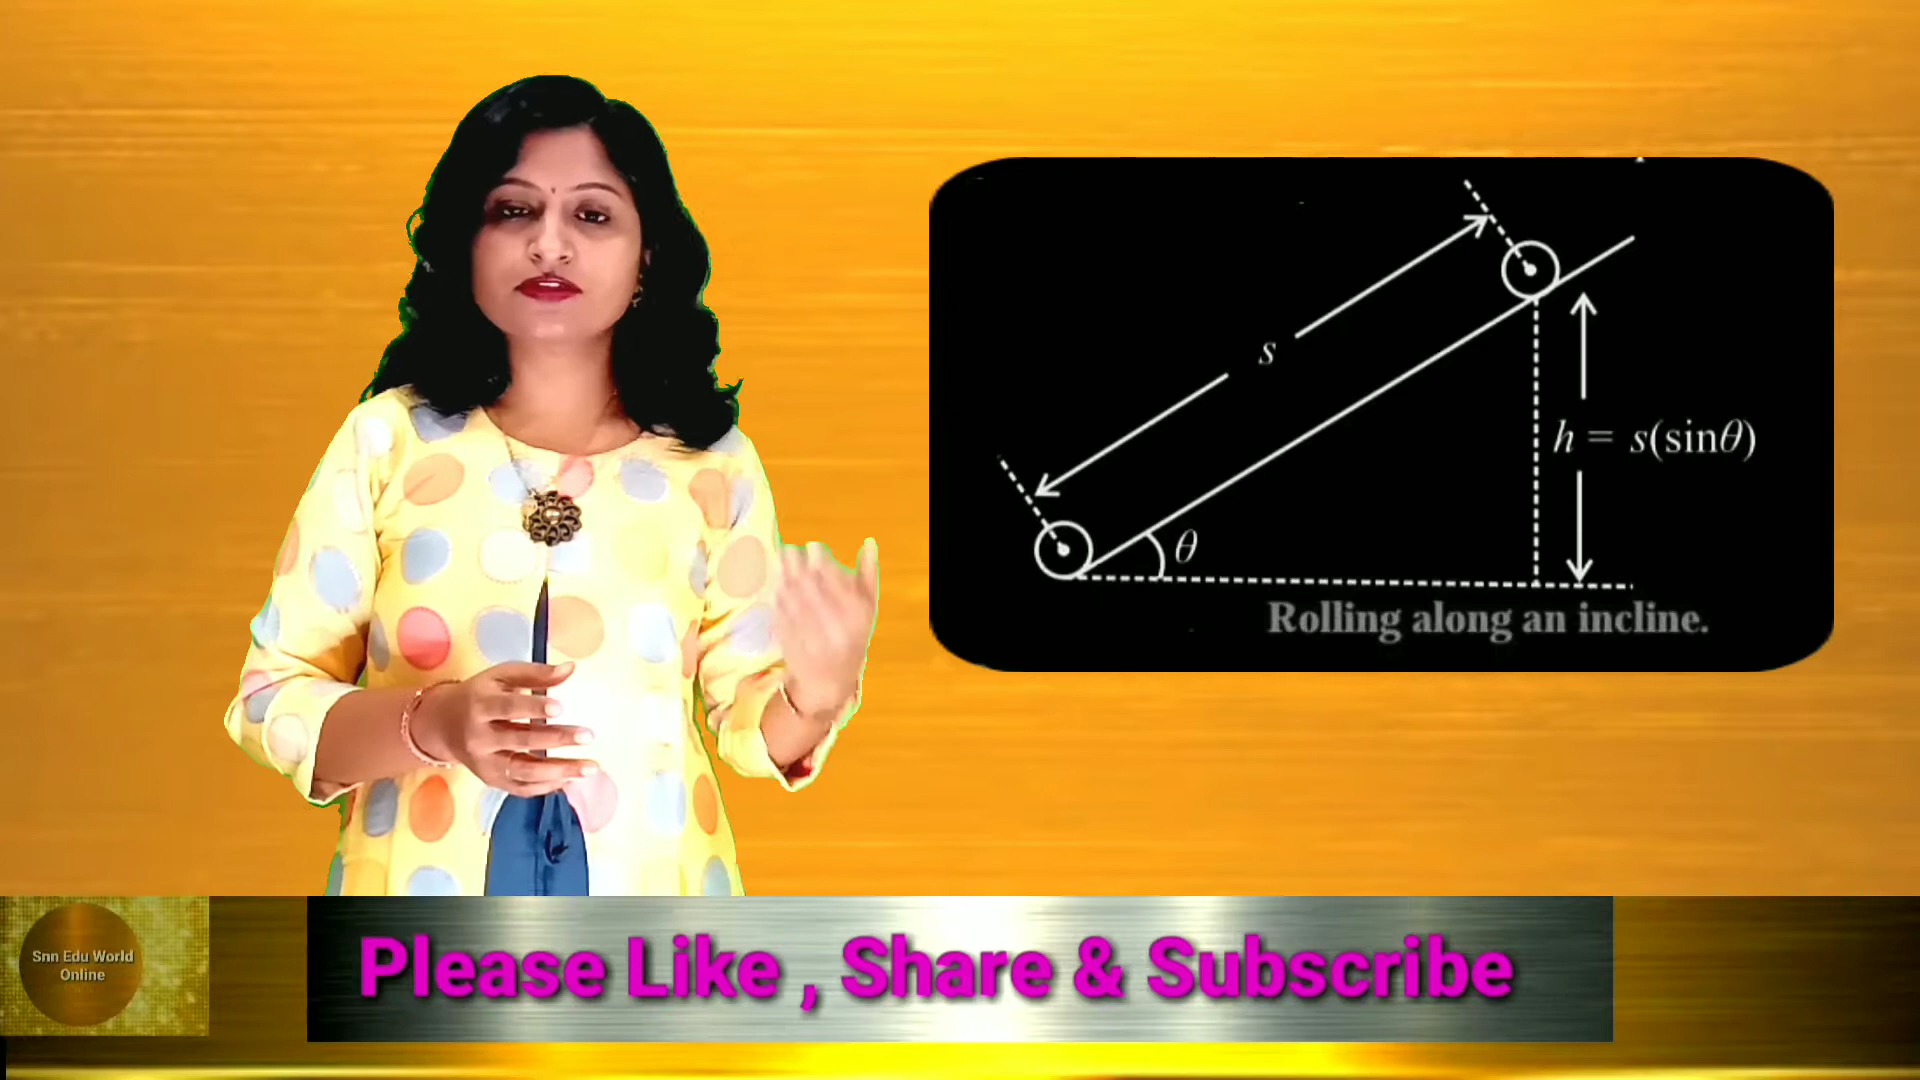 s
h = s(sinθ)
θ
Rolling along an incline.
Snn Edu World
Online
Please Like , Share & Subscribe